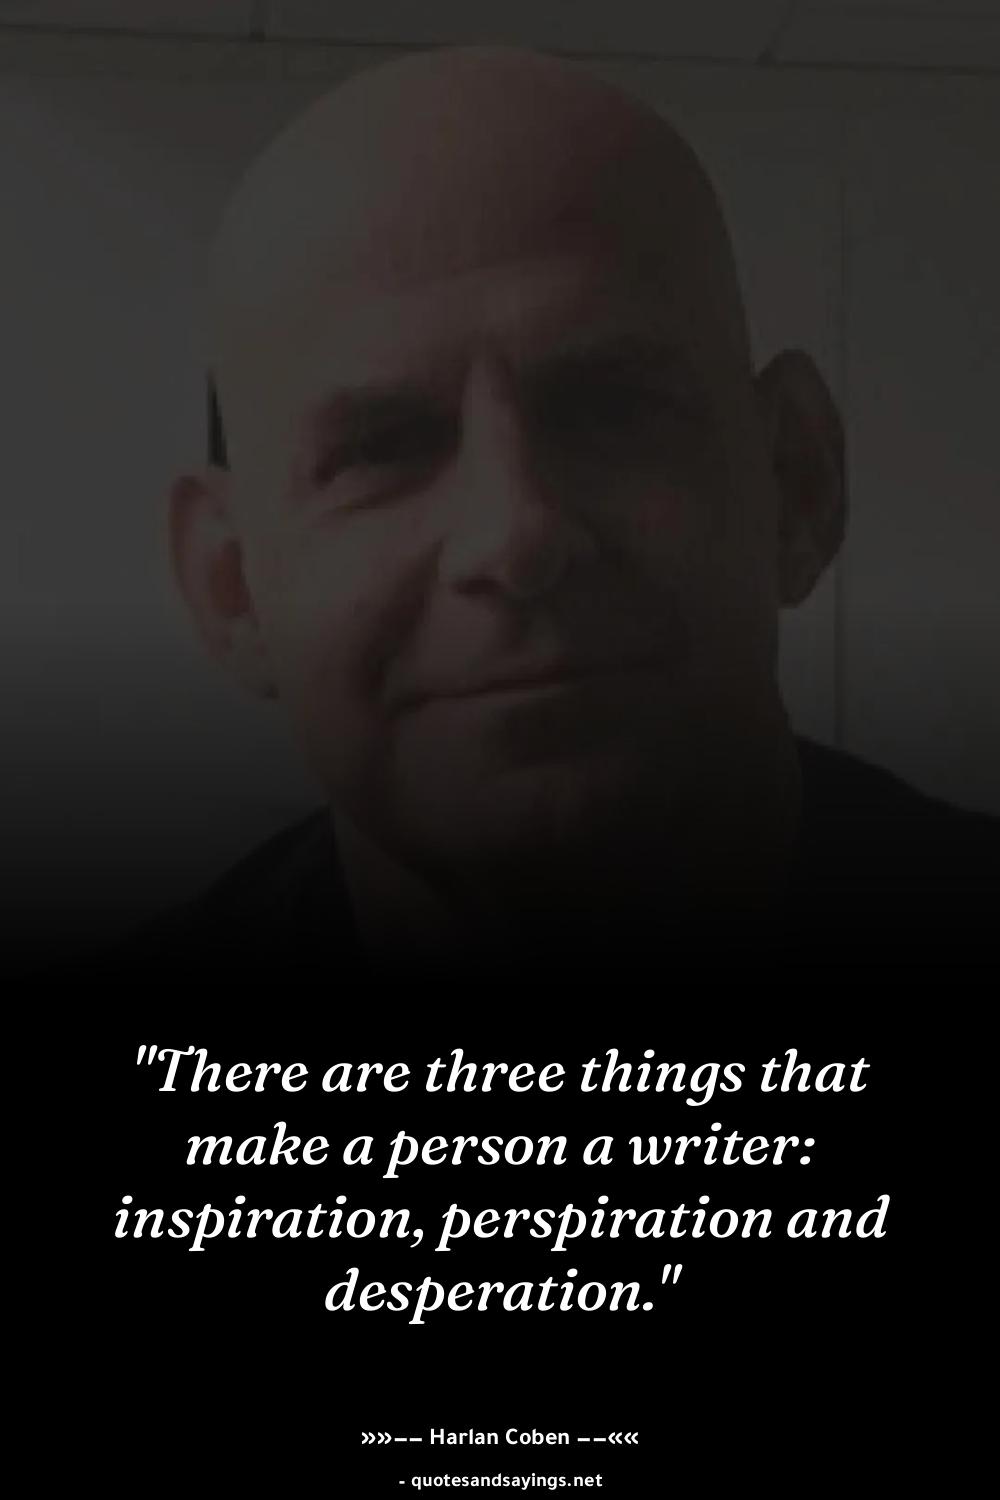 "There are three things that
make a person a writer:
inspiration, perspiration and
desperation."
»»−− Harlan Coben −−««
- quotesandsayings.net